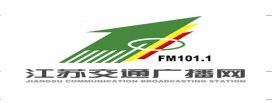 FM101.1
江苏交通广播网
JIANGSU COMMUNICATION BROADCASTING STATION